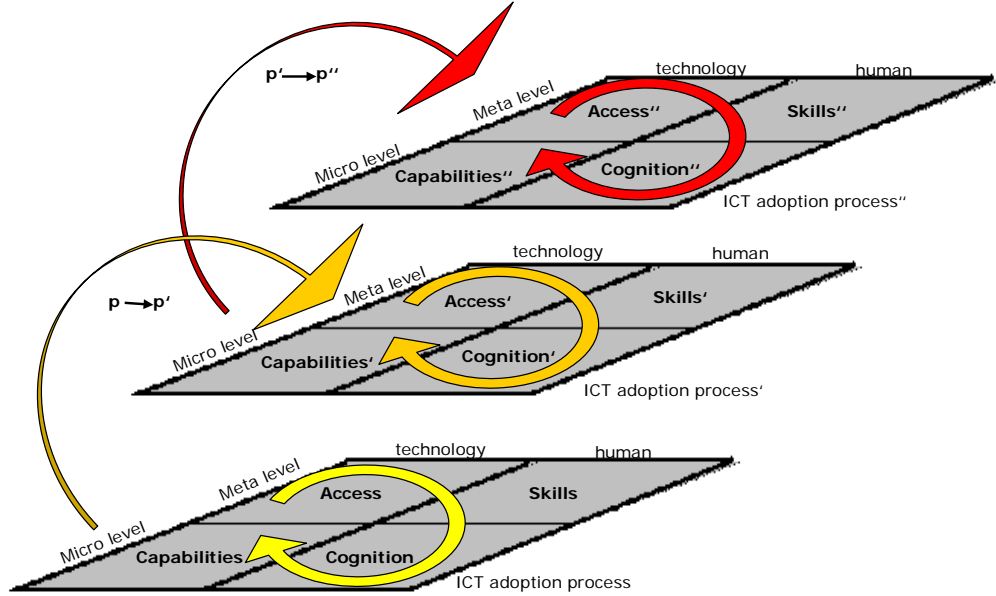 p‘ p‘‘
technology human
Meta level
Access‘‘ Skills‘‘
Micro level
Capabilities‘‘ Cognition‘‘
ICT adoption process‘‘
p p‘
technology human
Meta level
Access‘ Skills‘
Micro level
Capabilities‘ Cognition‘
ICT adoption process‘
technology human
Meta level
Access Skills
Micro level
Capabilities Cognition
ICT adoption process